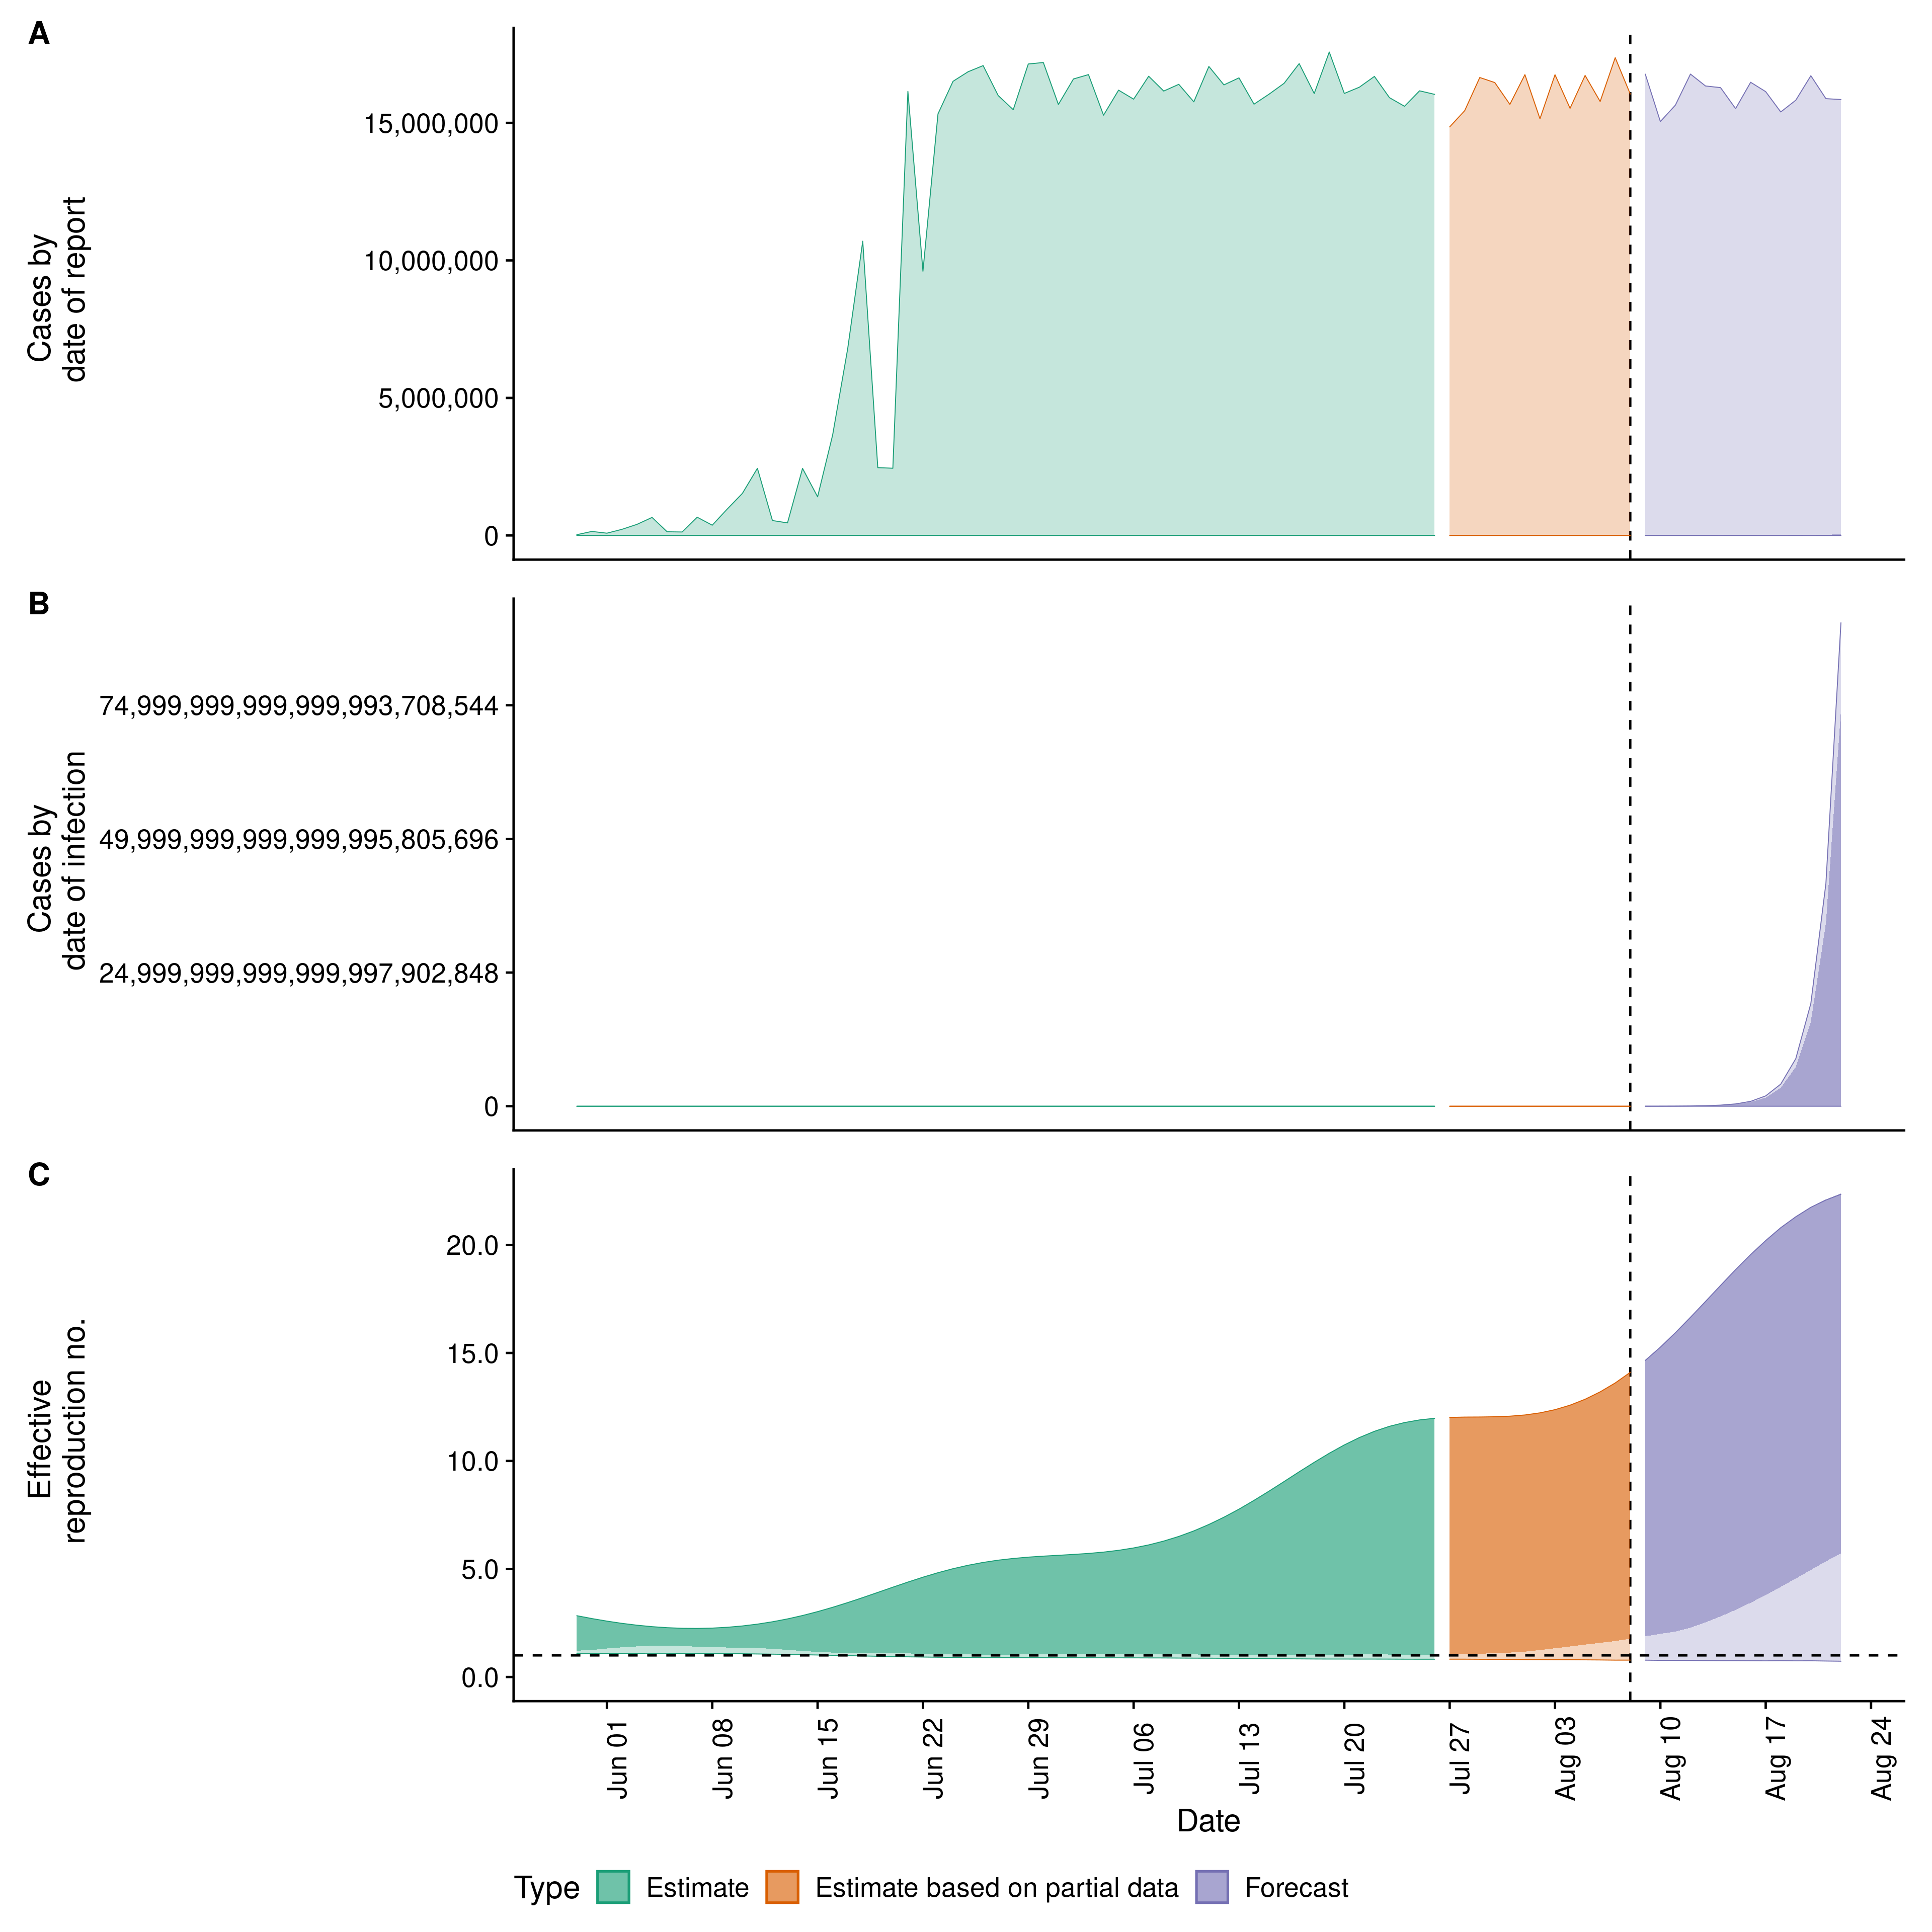 A
Cases by
date of report
15,000,000
10,000,000
5,000,000
0
B
Cases by
date of infection
74,999,999,999,999,993,708,544
49,999,999,999,999,995,805,696
24,999,999,999,999,997,902,848
0
C
Effective
reproduction no.
20.0
15.0
10.0
5.0
0.0
Jun 01
Jun 08
Jun 15
Jun 22
Jun 29
Jul 06
Jul 13
Jul 20
Jul 27
Aug 03
Aug 10
Aug 17
Aug 24
Date
Type Estimate Estimate based on partial data Forecast